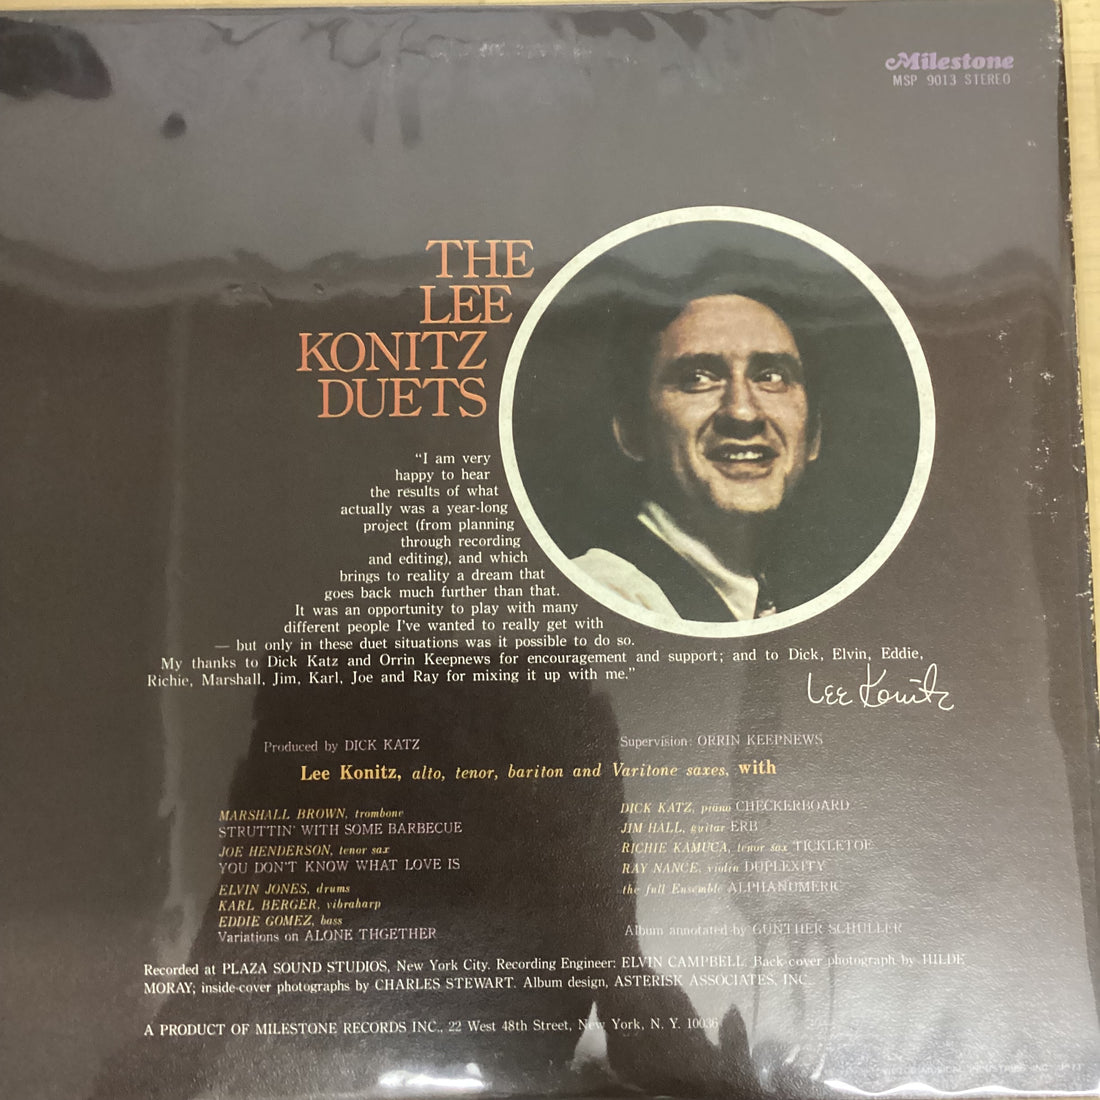 Milestone
MSP 9013 STEREO
THE
LEE
KONITZ
DUETS
“I am very
happy to hear
the results of what
actually was a year-long
project (from planning
through recording
and editing), and which
brings to reality a dream that
goes back much further than that.
It was an opportunity to play with many
different people I've wanted to really get with
— but only in these duet situations was it possible to do so.
My thanks to Dick Katz and Orrin Keepnews for encouragement and support; and to Dick, Elvin, Eddie,
Richie, Marshall, Jim, Karl, Joe and Ray for mixing it up with me.”
Lee Konitz
Produced by DICK KATZ
Supervision: ORRIN KEEPNEWS
Lee Konitz, alto, tenor, bariton and Varitone saxes, with
MARSHALL BROWN, trombone
STRUTTIN' WITH SOME BARBECUE
JOE HENDERSON, tenor sax
YOU DON'T KNOW WHAT LOVE IS
ELVIN JONES, drums
KARL BERGER, vibraharp
EDDIE GOMEZ, bass
Variations on ALONE THGETHER
DICK KATZ, piano CHECKERBOARD
JIM HALL, guitar ERB
RICHIE KAMUCA, tenor sax TICKLETOE
RAY NANCE, violin DUPLEXITY
the full Ensemble ALPHANUMERIC
Album annotated by GUNTHER SCHULLER
Recorded at PLAZA SOUND STUDIOS, New York City. Recording Engineer: ELVIN CAMPBELL. Back-cover photograph by HILDE
MORAY; inside-cover photographs by CHARLES STEWART. Album design, ASTERISK ASSOCIATES, INC.
A PRODUCT OF MILESTONE RECORDS INC., 22 West 48th Street, New York, N. Y. 10036
MUSICAL INDUSTRIES INC.